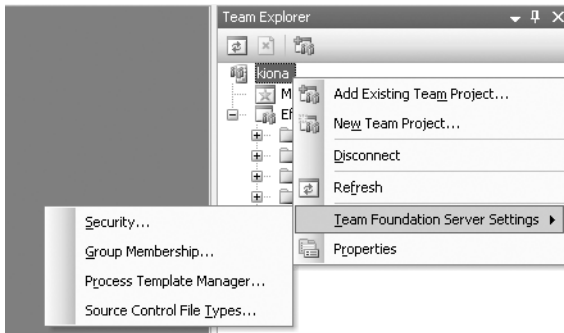 Team Explorer
kiona
M
Ef
Add Existing Team Project...
New Team Project...
Disconnect
Refresh
Team Foundation Server Settings
Properties
Security...
Group Membership...
Process Template Manager...
Source Control File Types...